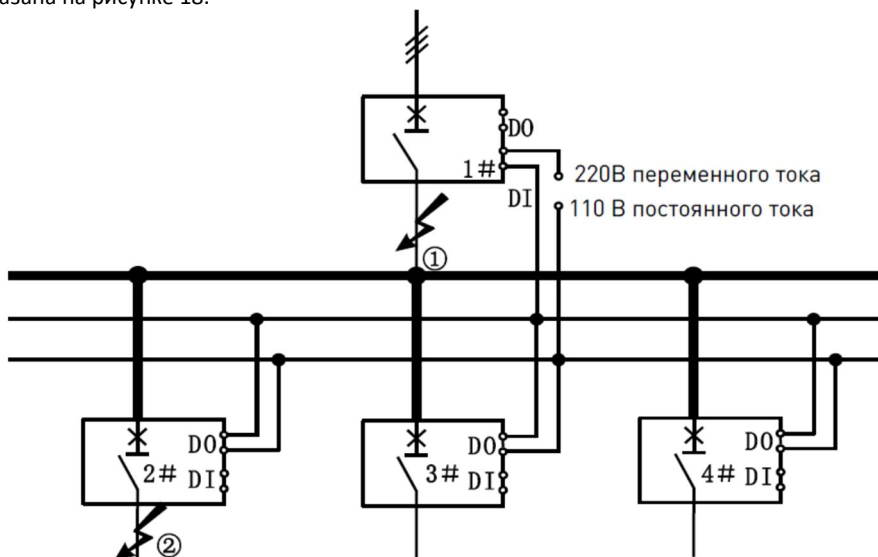 азана на рисунке 18.
DO
1#
DI
220В переменного тока
110 В постоянного тока
①
DO
2# DI
DO
3# DI
DO
4# DI
②